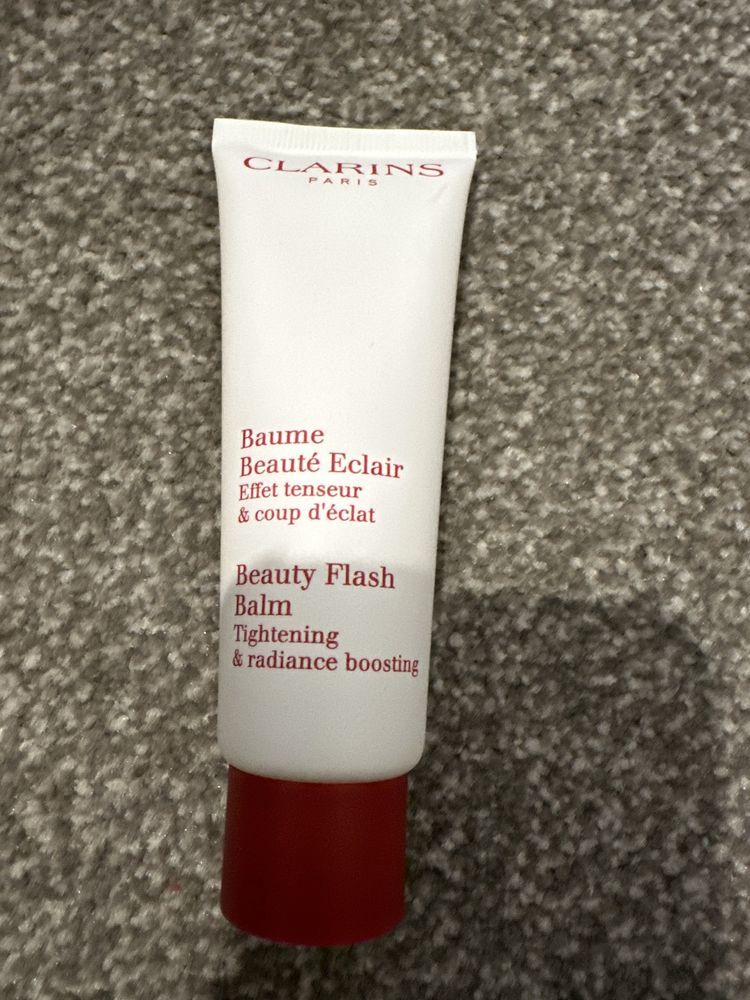 CLARINS
PARIS
Baume
Beauté Eclair
Effet tenseur
& coup d'éclat
Beauty Flash
Balm
Tightening
& radiance boosting